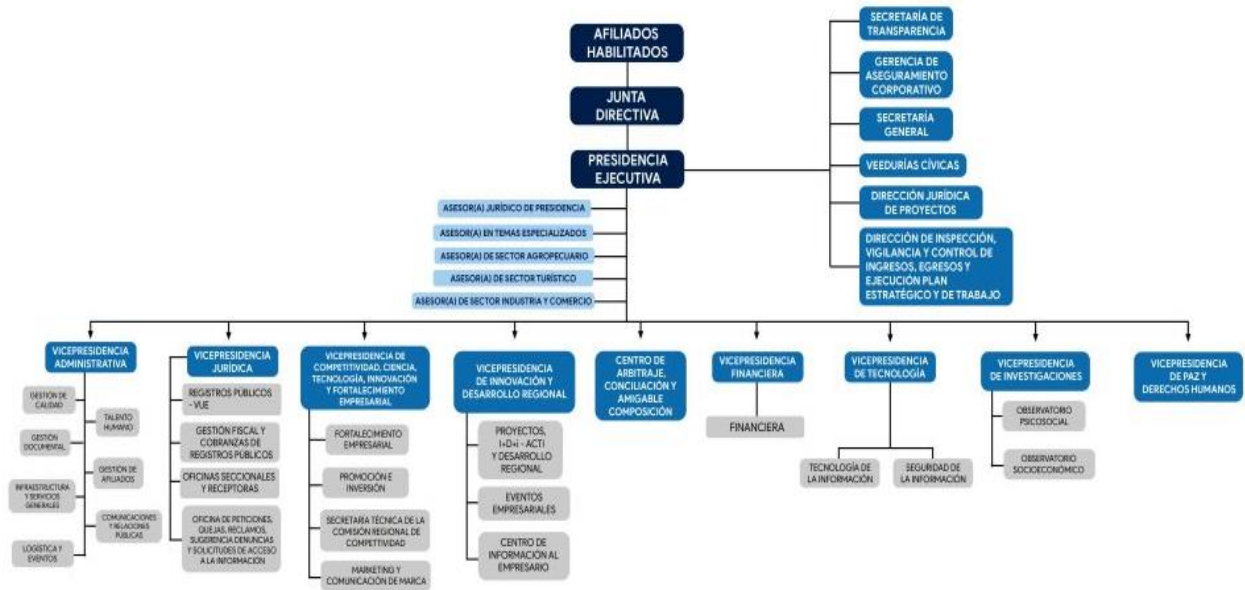 AFILIADOS
HABILITADOS
JUNTA
DIRECTIVA
PRESIDENCIA
EJECUTIVA
SECRETARÍA DE
TRANSPARENCIA
GERENCIA DE
ASEGURAMIENTO
CORPORATIVO
SECRETARÍA
GENERAL
VEEDURÍAS CÍVICAS
DIRECCIÓN JURÍDICA
DE PROYECTOS
DIRECCIÓN DE INSPECCIÓN,
VIGILANCIA Y CONTROL DE
INGRESOS, EGRESOS Y
EJECUCIÓN PLAN
ESTRATÉGICO Y DE TRABAJO
ASESOR(A) JURÍDICO DE PRESIDENCIA
ASESOR(A) EN TEMAS ESPECIALIZADOS
ASESOR(A) DE SECTOR AGROPECUARIO
ASESOR(A) DE SECTOR TURÍSTICO
ASESOR(A) DE SECTOR INDUSTRIA Y COMERCIO
VICEPRESIDENCIA
ADMINISTRATIVA
GESTIÓN DE
CALIDAD
TALENTO
HUMANO
GESTIÓN
DOCUMENTAL
GESTIÓN DE
AFILIADOS
INFRAESTRUCTURA
Y SERVICIOS
GENERALES
COMUNICACIONES
Y RELACIONES
PÚBLICAS
LOGÍSTICA Y
EVENTOS
VICEPRESIDENCIA
JURÍDICA
REGISTROS PÚBLICOS
- VUE
GESTIÓN FISCAL Y
COBRANZAS DE
REGISTROS PÚBLICOS
OFICINAS SECCIONALES
Y RECEPTORAS
OFICINA DE PETICIONES,
QUEJAS, RECLAMOS,
SUGERENCIA DENUNCIAS
Y SOLICITUDES DE ACCESO
A LA INFORMACIÓN
VICEPRESIDENCIA DE
COMPETITIVIDAD, CIENCIA,
TECNOLOGÍA, INNOVACIÓN
Y FORTALECIMIENTO
EMPRESARIAL
FORTALECIMIENTO
EMPRESARIAL
PROMOCIÓN E
INVERSIÓN
SECRETARIA TÉCNICA DE LA
COMISIÓN REGIONAL DE
COMPETTIVIDAD
MARKETING Y
COMUNICACIÓN DE MARCA
VICEPRESIDENCIA
DE INNOVACIÓN Y
DESARROLLO REGIONAL
PROYECTOS,
I+D+i - ACTI
Y DESARROLLO
REGIONAL
EVENTOS
EMPRESARIALES
CENTRO DE
INFORMACIÓN AL
EMPRESARIO
CENTRO DE
ARBITRAJE,
CONCILIACIÓN Y
AMIGABLE
COMPOSICIÓN
VICEPRESIDENCIA
FINANCIERA
FINANCIERA
VICEPRESIDENCIA
DE TECNOLOGÍA
TECNOLOGÍA DE
LA INFORMACIÓN
SEGURIDAD DE
LA INFORMACIÓN
VICEPRESIDENCIA
DE INVESTIGACIONES
OBSERVATORIO
PSICOSOCIAL
OBSERVATORIO
SOCIOECONÓMICO
VICEPRESIDENCIA
DE PAZ Y
DERECHOS HUMANOS